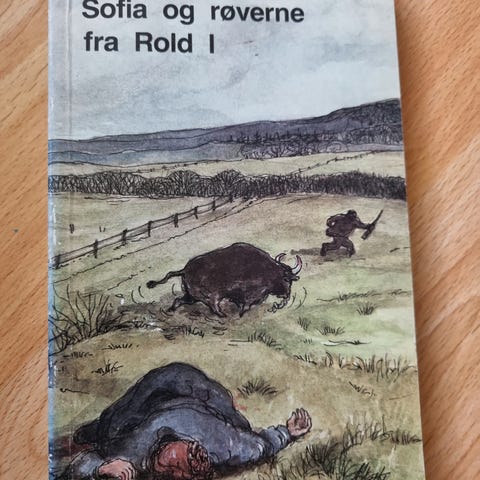 Sofia og røverne
fra Rold I